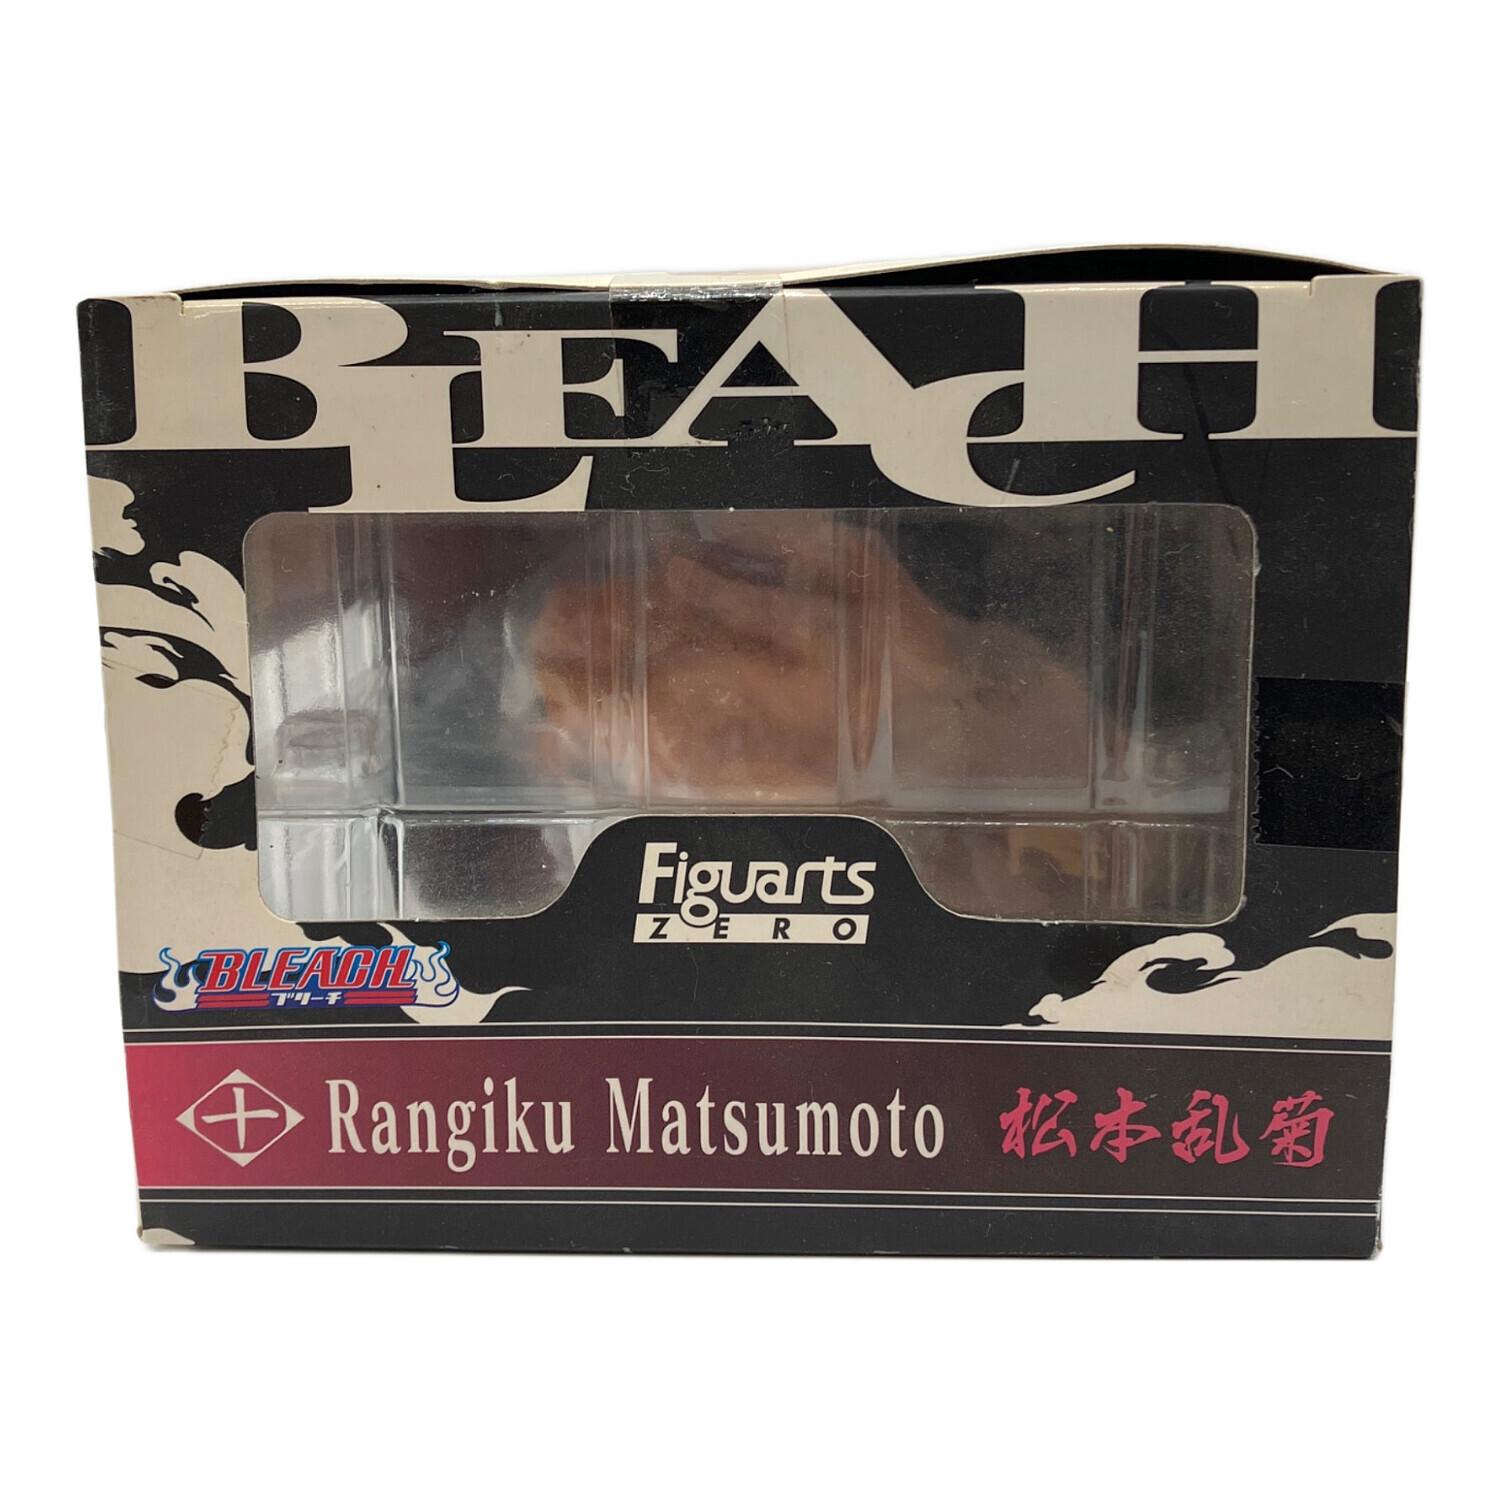 BLEACH
Figuarts
ZERO
BLEACH
ブリーチ
十 Rangiku Matsumoto 松本乱菊